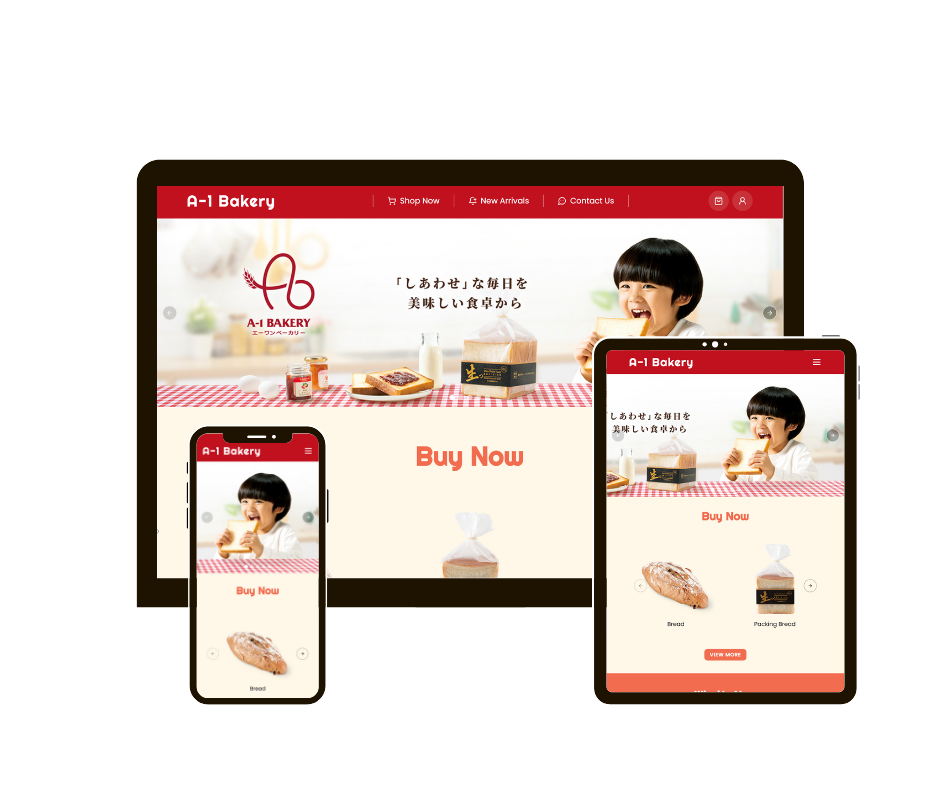 A-1 Bakery
Shop Now
New Arrivals
Contact Us
A-1 BAKERY
エーワンベーカリー
「しあわせ」な毎日を
美味しい食卓から
生
Buy Now
A-1 Bakery
しあわせ」な毎日を
美味しい食卓から
生
Buy Now
Bread
生
Packing Bread
VIEW MORE
A-1 Bakery
Buy Now
Bread